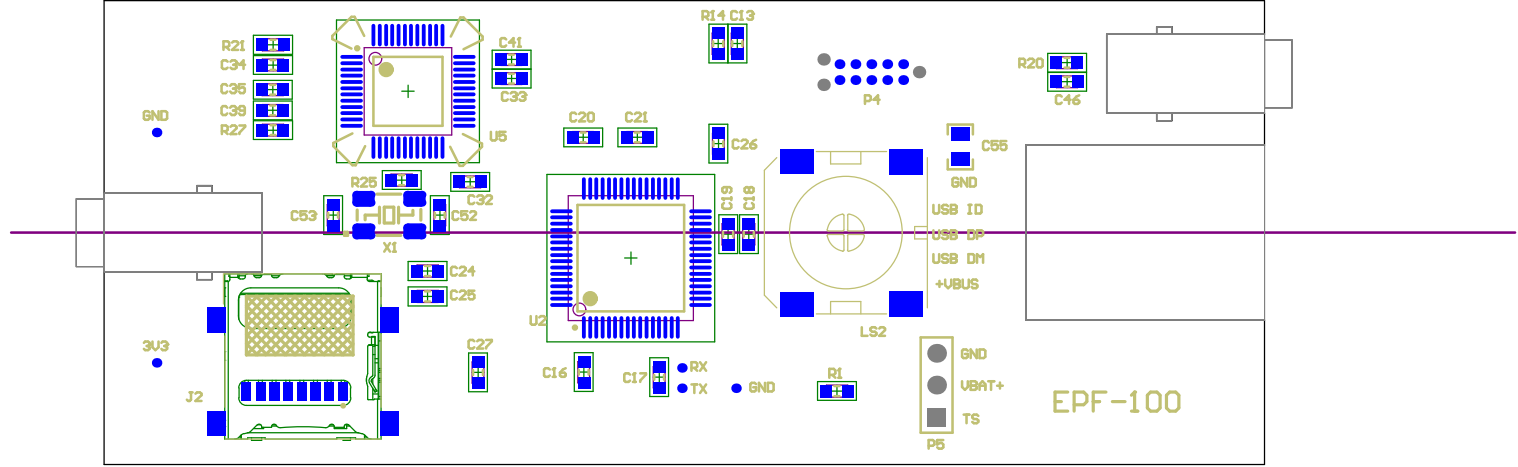 R14 C13
R21
C41
C34
R20
C35
C33
P4
C46
C39
GND
C20
C21
R27
U5
C26
C55
R25
GND
C32
C19
C18
USB ID
C53
C52
USB DP
X1
USB DM
C24
+VBUS
C25
U2
LS2
3V3
C27
GND
RX
C16
C17
R1
VBAT+
TX
GND
J2
EPF-100
TS
P5